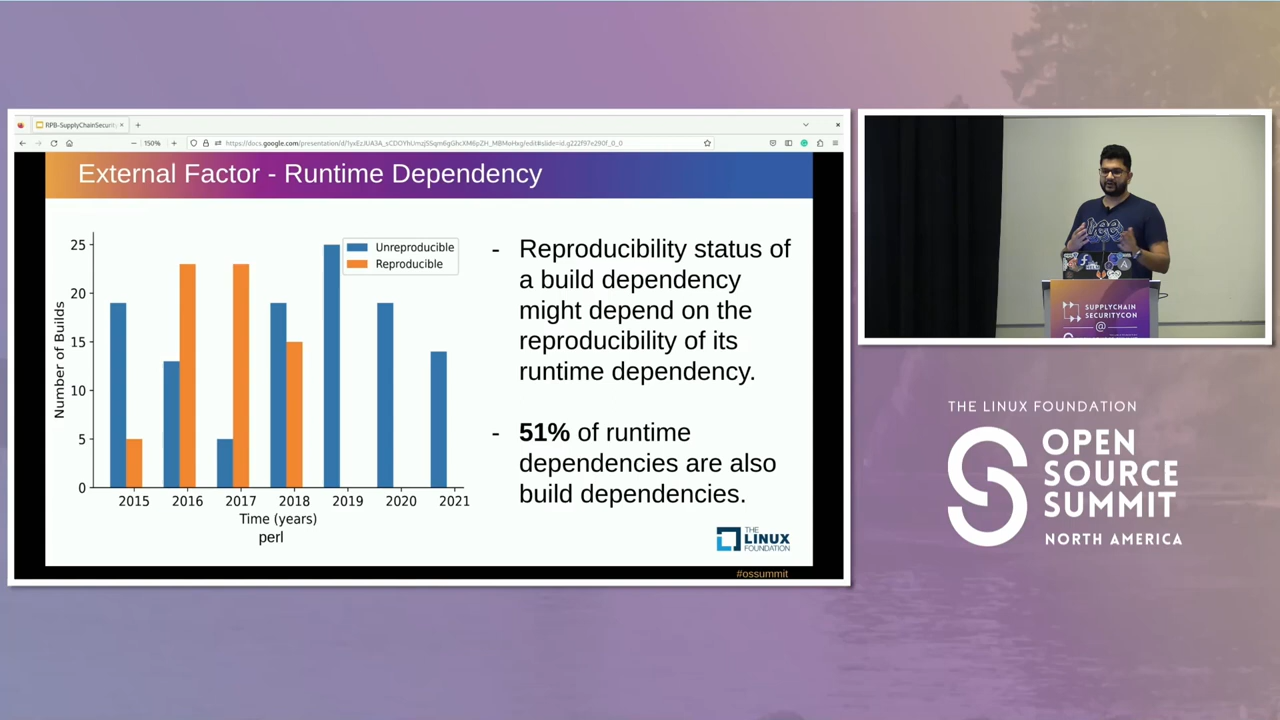 RPB-SupplyChainSecurity
150%
External Factor - Runtime Dependency
25
20
15
10
5
0
Number of Builds
Unreproducible
Reproducible
2015 2016 2017 2018 2019 2020 2021
Time (years)
perl
- Reproducibility status of
a build dependency
might depend on the
reproducibility of its
runtime dependency.
- 51% of runtime
dependencies are also
build dependencies.
THE
LINUX
FOUNDATION
#ossummit
SUPPLYCHAIN
SECURITYCON
@
THE LINUX FOUNDATION
OPEN
SOURCE
SUMMIT
NORTH AMERICA